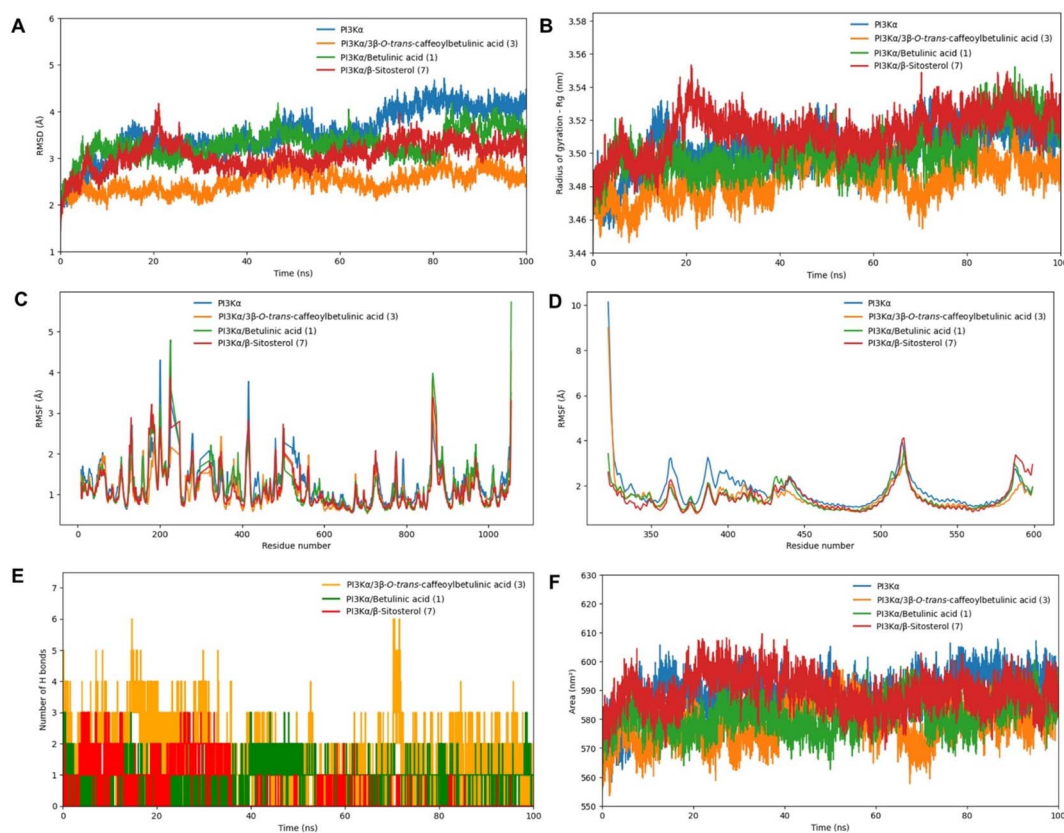 A
6
5
4
3
2
1
RMSD (Å)
0 20 40 60 80 100
Time (ns)
PI3Kα
PI3Kα/3β-O-trans-caffeoylbetulinic acid (3)
PI3Kα/Betulinic acid (1)
PI3Kα/β-Sitosterol (7)
B
3.56
3.54
3.52
3.50
3.48
3.46
3.44
Radius of gyration - Rg (nm)
0 20 40 60 80 100
Time (ns)
PI3Kα
PI3Kα/3β-O-trans-caffeoylbetulinic acid (3)
PI3Kα/Betulinic acid (1)
PI3Kα/β-Sitosterol (7)
C
5
4
3
2
1
RMSF (Å)
0 200 400 600 800 1000
Residue number
PI3Kα
PI3Kα/3β-O-trans-caffeoylbetulinic acid (3)
PI3Kα/Betulinic acid (1)
PI3Kα/β-Sitosterol (7)
D
10
8
6
4
2
RMSF (Å)
350 400 450 500 550 600
Residue number
PI3Kα
PI3Kα/3β-O-trans-caffeoylbetulinic acid (3)
PI3Kα/Betulinic acid (1)
PI3Kα/β-Sitosterol (7)
E
7
6
5
4
3
2
1
0
Number of H bonds
0 20 40 60 80 100
Time (ns)
PI3Kα/3β-O-trans-caffeoylbetulinic acid (3)
PI3Kα/Betulinic acid (1)
PI3Kα/β-Sitosterol (7)
F
630
620
610
600
590
580
570
560
550
Area (nm²)
0 20 40 60 80 100
Time (ns)
PI3Kα
PI3Kα/3β-O-trans-caffeoylbetulinic acid (3)
PI3Kα/Betulinic acid (1)
PI3Kα/β-Sitosterol (7)